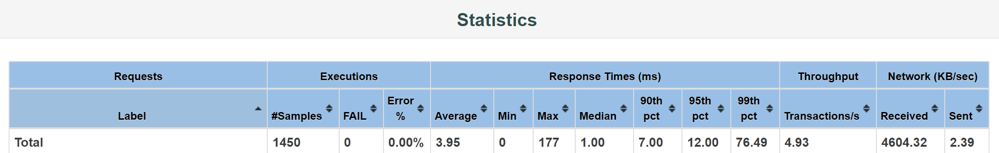 Statistics
Requests Executions Response Times (ms) Throughput Network (KB/sec)
Label #Samples FAIL Error % Average Min Max Median 90th pct 95th pct 99th pct Transactions/s Received Sent
Total 1450 0 0.00% 3.95 0 177 1.00 7.00 12.00 76.49 4.93 4604.32 2.39